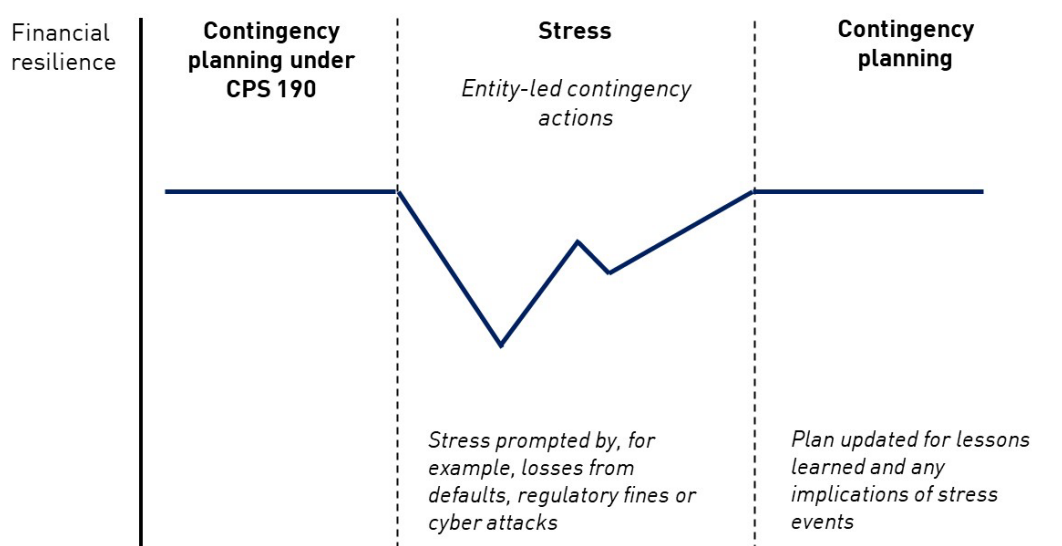 Financial
resilience
Contingency
planning under
CPS 190
Stress
Entity-led contingency
actions
Contingency
planning
Stress prompted by, for
example, losses from
defaults, regulatory fines or
cyber attacks
Plan updated for lessons
learned and any
implications of stress
events